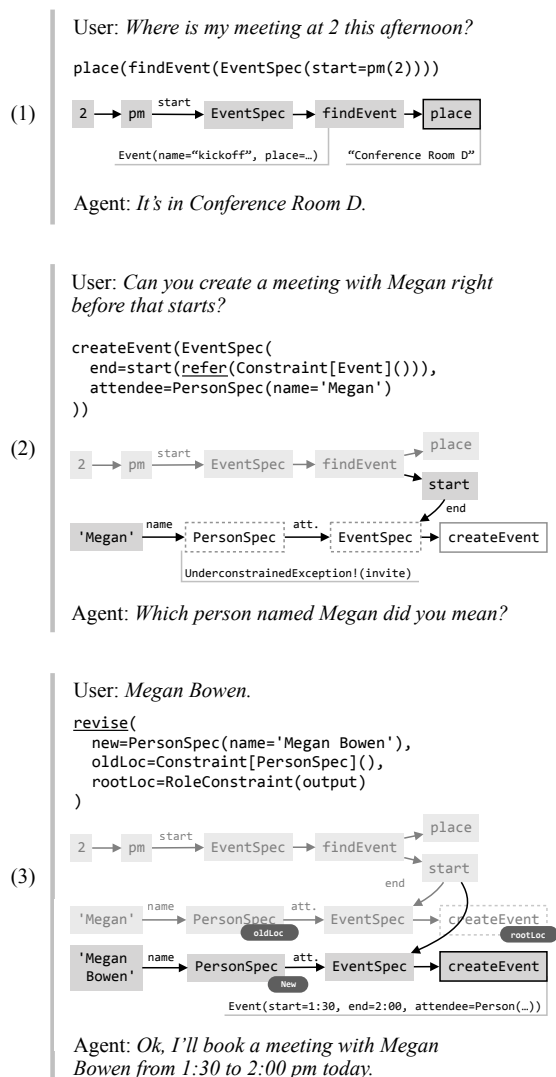 User: Where is my meeting at 2 this afternoon?
place(findEvent(EventSpec(start=pm(2))))
(1)
2 pm start EventSpec findEvent place
Event(name="kickoff", place=…) "Conference Room D"
Agent: It's in Conference Room D.
User: Can you create a meeting with Megan right
before that starts?
createEvent(EventSpec(
end=start(refer(Constraint[Event]())),
attendee=PersonSpec(name='Megan')
))
(2)
place
2 pm start EventSpec findEvent
start
end
'Megan' name PersonSpec att. EventSpec createEvent
UnderconstrainedException!(invite)
Agent: Which person named Megan did you mean?
User: Megan Bowen.
revise(
new=PersonSpec(name='Megan Bowen'),
oldLoc=Constraint[PersonSpec](),
rootLoc=RoleConstraint(output)
)
(3)
place
2 pm start EventSpec findEvent
start
end
'Megan' name PersonSpec att. EventSpec createEvent
oldLoc rootLoc
'Megan
Bowen' name PersonSpec att. EventSpec createEvent
New
Event(start=1:30, end=2:00, attendee=Person(…))
Agent: Ok, I'll book a meeting with Megan
Bowen from 1:30 to 2:00 pm today.